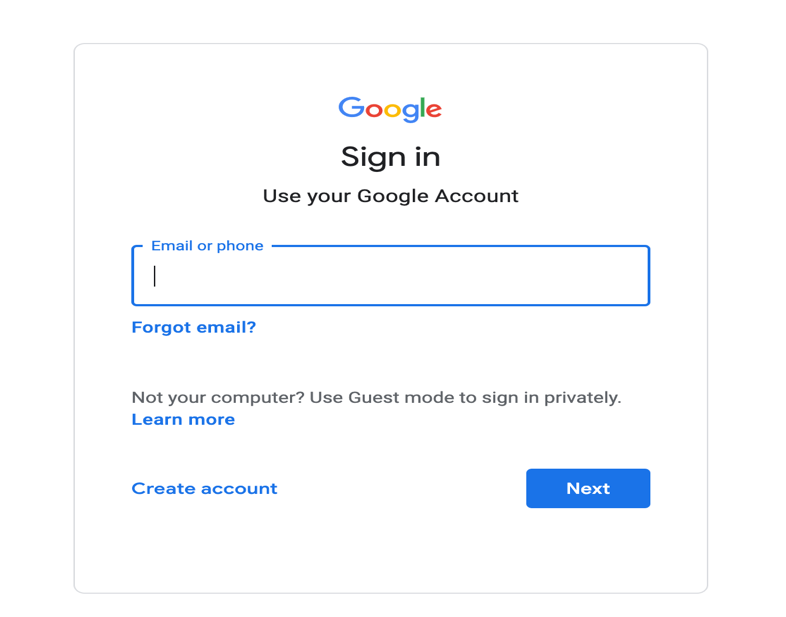 Google
Sign in
Use your Google Account
Email or phone
Forgot email?
Not your computer? Use Guest mode to sign in privately.
Learn more
Create account
Next